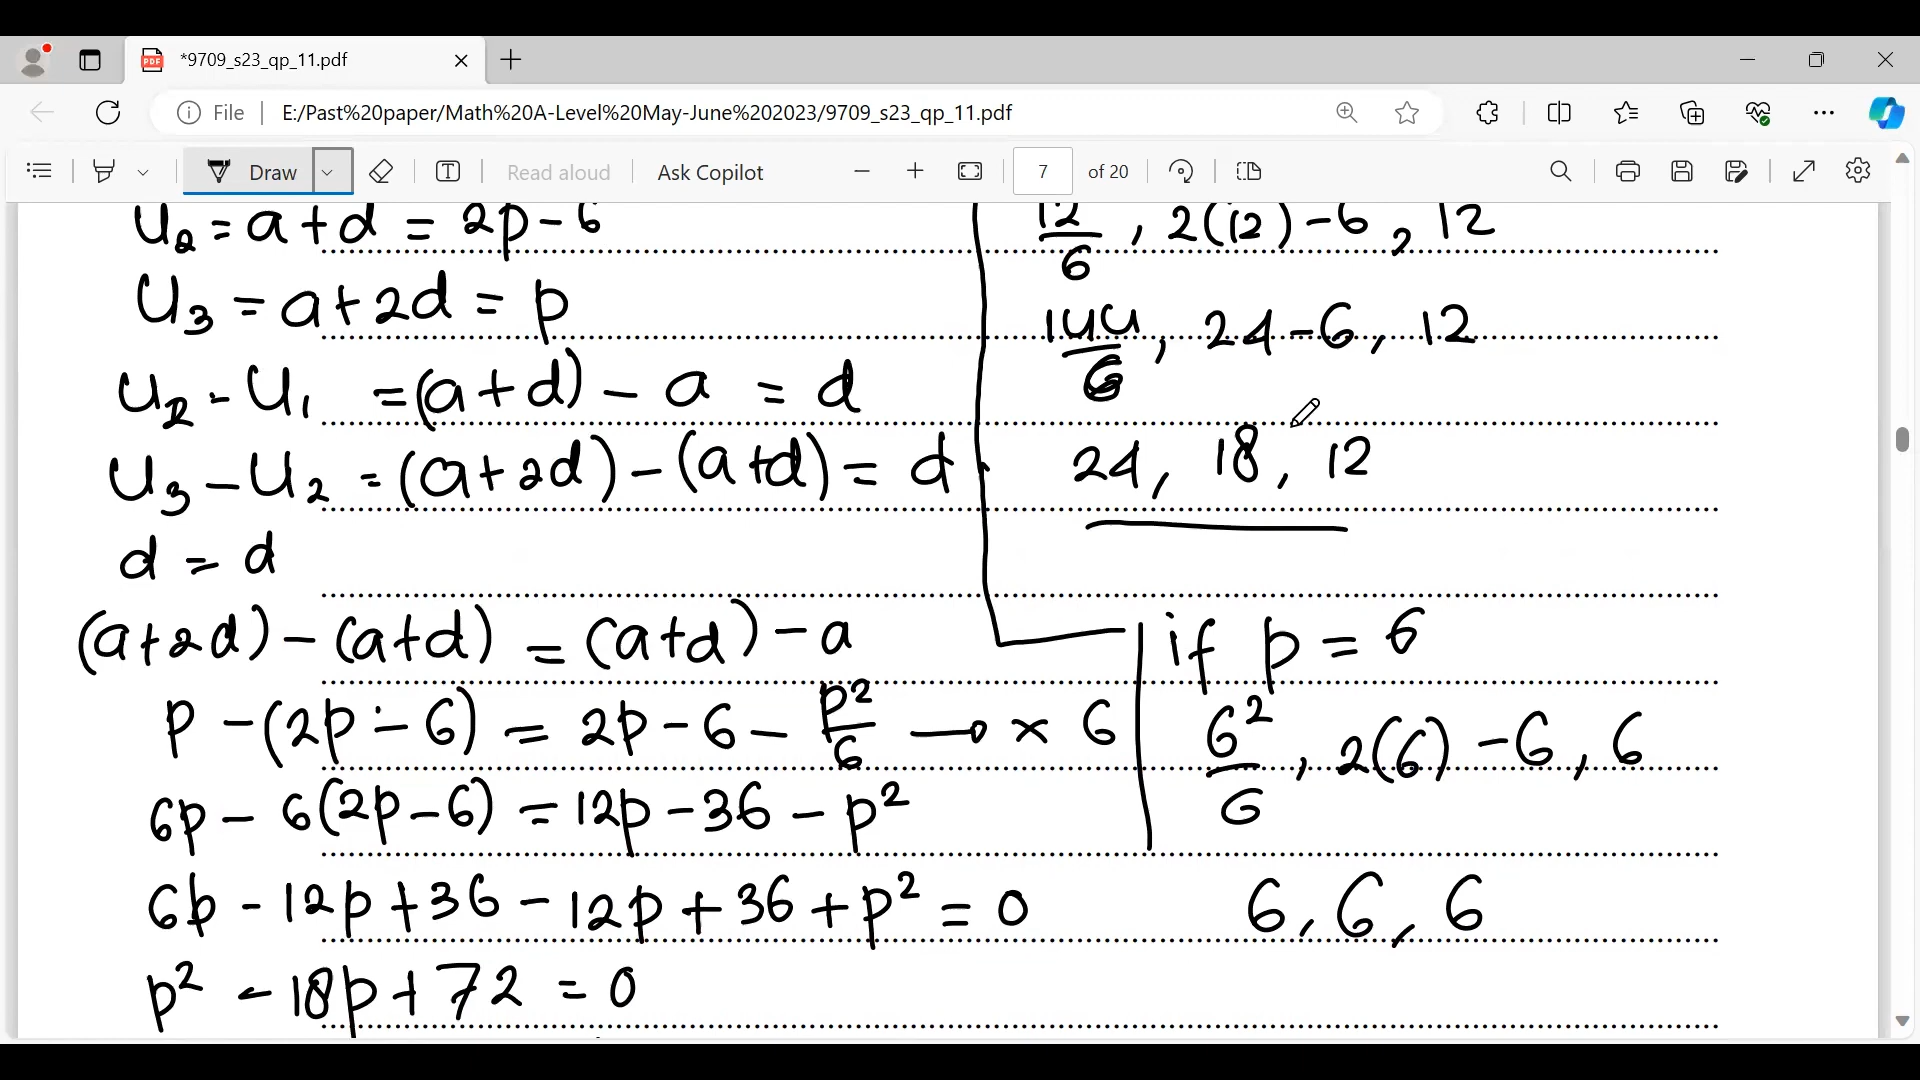 *9709_s23_qp_11.pdf
File E:/Past%20paper/Math%20A-Level%20May-June%202023/9709_s23_qp_11.pdf
Draw Read aloud Ask Copilot 7 of 20
U₂ = a + d = 2p - 6
U₃ = a + 2d = p
U₂ - U₁ = (a + d) - a = d
U₃ - U₂ = (a + 2d) - (a + d) = d
d = d
(a + 2d) - (a + d) = (a + d) - a
p - (2p - 6) = 2p - 6 - p²/6 → × 6
6p - 6(2p - 6) = 12p - 36 - p²
6p - 12p + 36 - 12p + 36 + p² = 0
p² - 18p + 72 = 0
12/6, 2(12) - 6, 12
144/6, 24 - 6, 12
24, 18, 12
if p = 6
6²/6, 2(6) - 6, 6
6, 6, 6